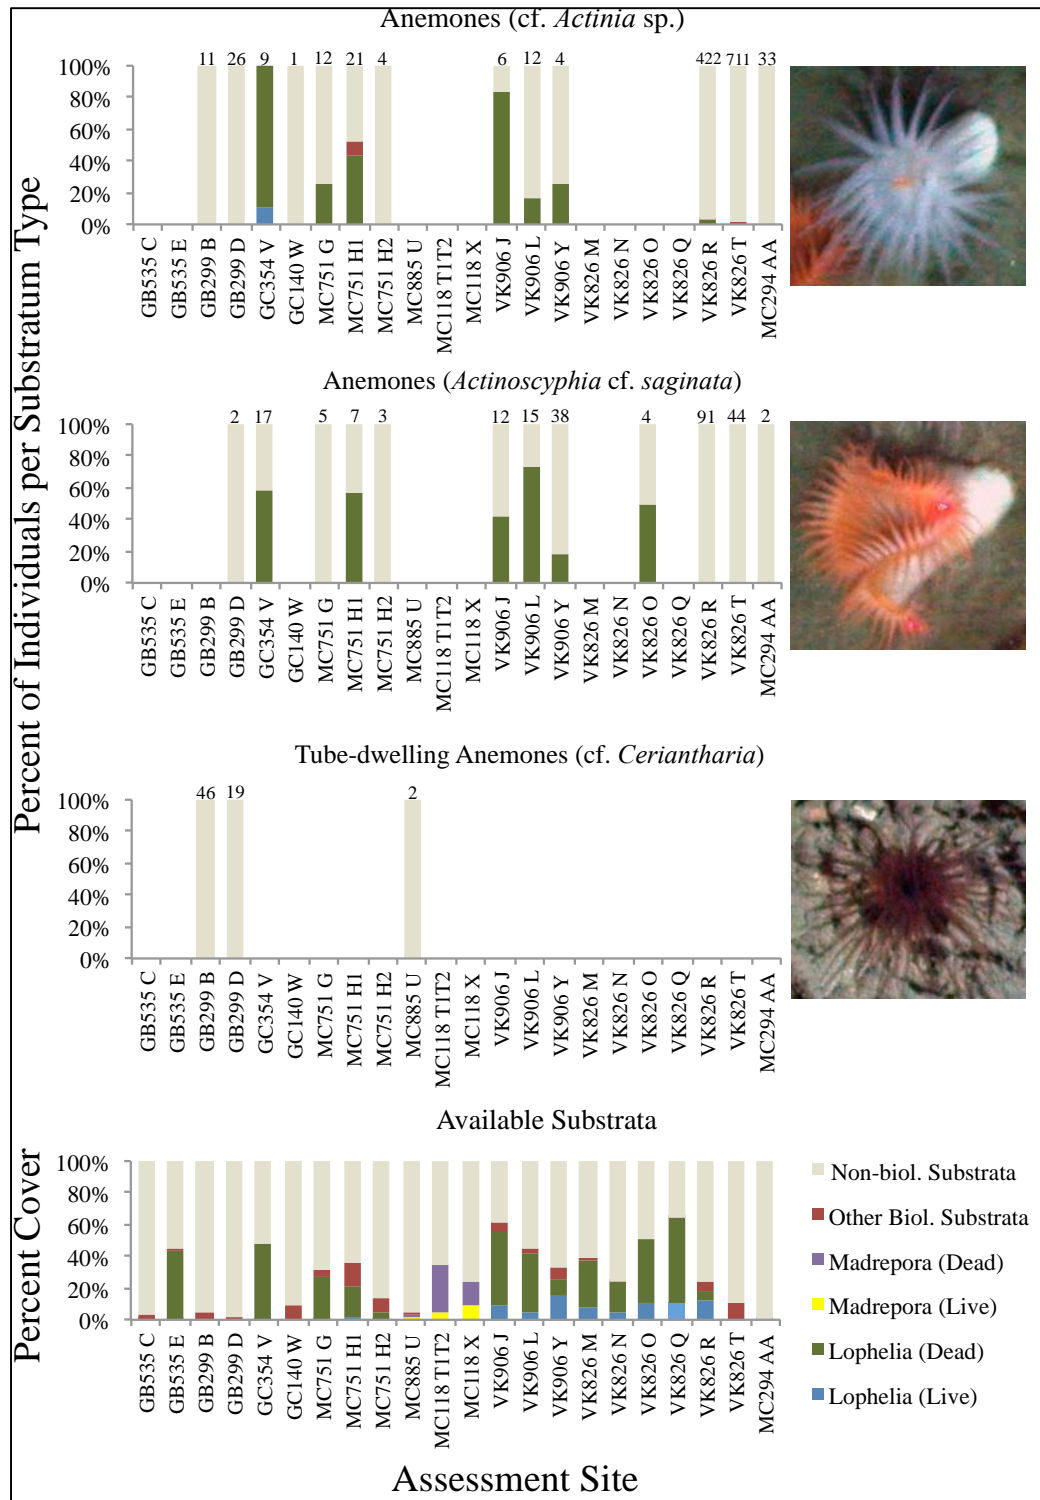 Anemones (cf. Actinia sp.)
11 26 9 1 12 21 4 6 12 4 422 711 33
100%
80%
60%
40%
20%
0%
GB535 C
GB535 E
GB299 B
GB299 D
GC354 V
GC140 W
MC751 G
MC751 H1
MC751 H2
MC885 U
MC118 T1T2
MC118 X
VK906 J
VK906 L
VK906 Y
VK826 M
VK826 N
VK826 O
VK826 Q
VK826 R
VK826 T
MC294 AA
Percent of Individuals per Substratum Type
Anemones (Actinoscyphia cf. saginata)
2 17 5 7 3 12 15 38 4 91 44 2
100%
80%
60%
40%
20%
0%
GB535 C
GB535 E
GB299 B
GB299 D
GC354 V
GC140 W
MC751 G
MC751 H1
MC751 H2
MC885 U
MC118 T1T2
MC118 X
VK906 J
VK906 L
VK906 Y
VK826 M
VK826 N
VK826 O
VK826 Q
VK826 R
VK826 T
MC294 AA
Tube-dwelling Anemones (cf. Ceriantharia)
46 19 2
100%
80%
60%
40%
20%
0%
GB535 C
GB535 E
GB299 B
GB299 D
GC354 V
GC140 W
MC751 G
MC751 H1
MC751 H2
MC885 U
MC118 T1T2
MC118 X
VK906 J
VK906 L
VK906 Y
VK826 M
VK826 N
VK826 O
VK826 Q
VK826 R
VK826 T
MC294 AA
Available Substrata
Percent Cover
100%
80%
60%
40%
20%
0%
GB535 C
GB535 E
GB299 B
GB299 D
GC354 V
GC140 W
MC751 G
MC751 H1
MC751 H2
MC885 U
MC118 T1T2
MC118 X
VK906 J
VK906 L
VK906 Y
VK826 M
VK826 N
VK826 O
VK826 Q
VK826 R
VK826 T
MC294 AA
Non-biol. Substrata
Other Biol. Substrata
Madrepora (Dead)
Madrepora (Live)
Lophelia (Dead)
Lophelia (Live)
Assessment Site